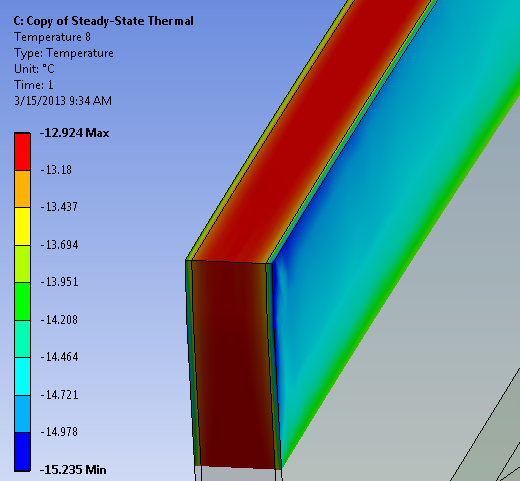 C: Copy of Steady-State Thermal
Temperature 8
Type: Temperature
Unit: °C
Time: 1
3/15/2013 9:34 AM
-12.924 Max
-13.18
-13.437
-13.694
-13.951
-14.208
-14.464
-14.721
-14.978
-15.235 Min